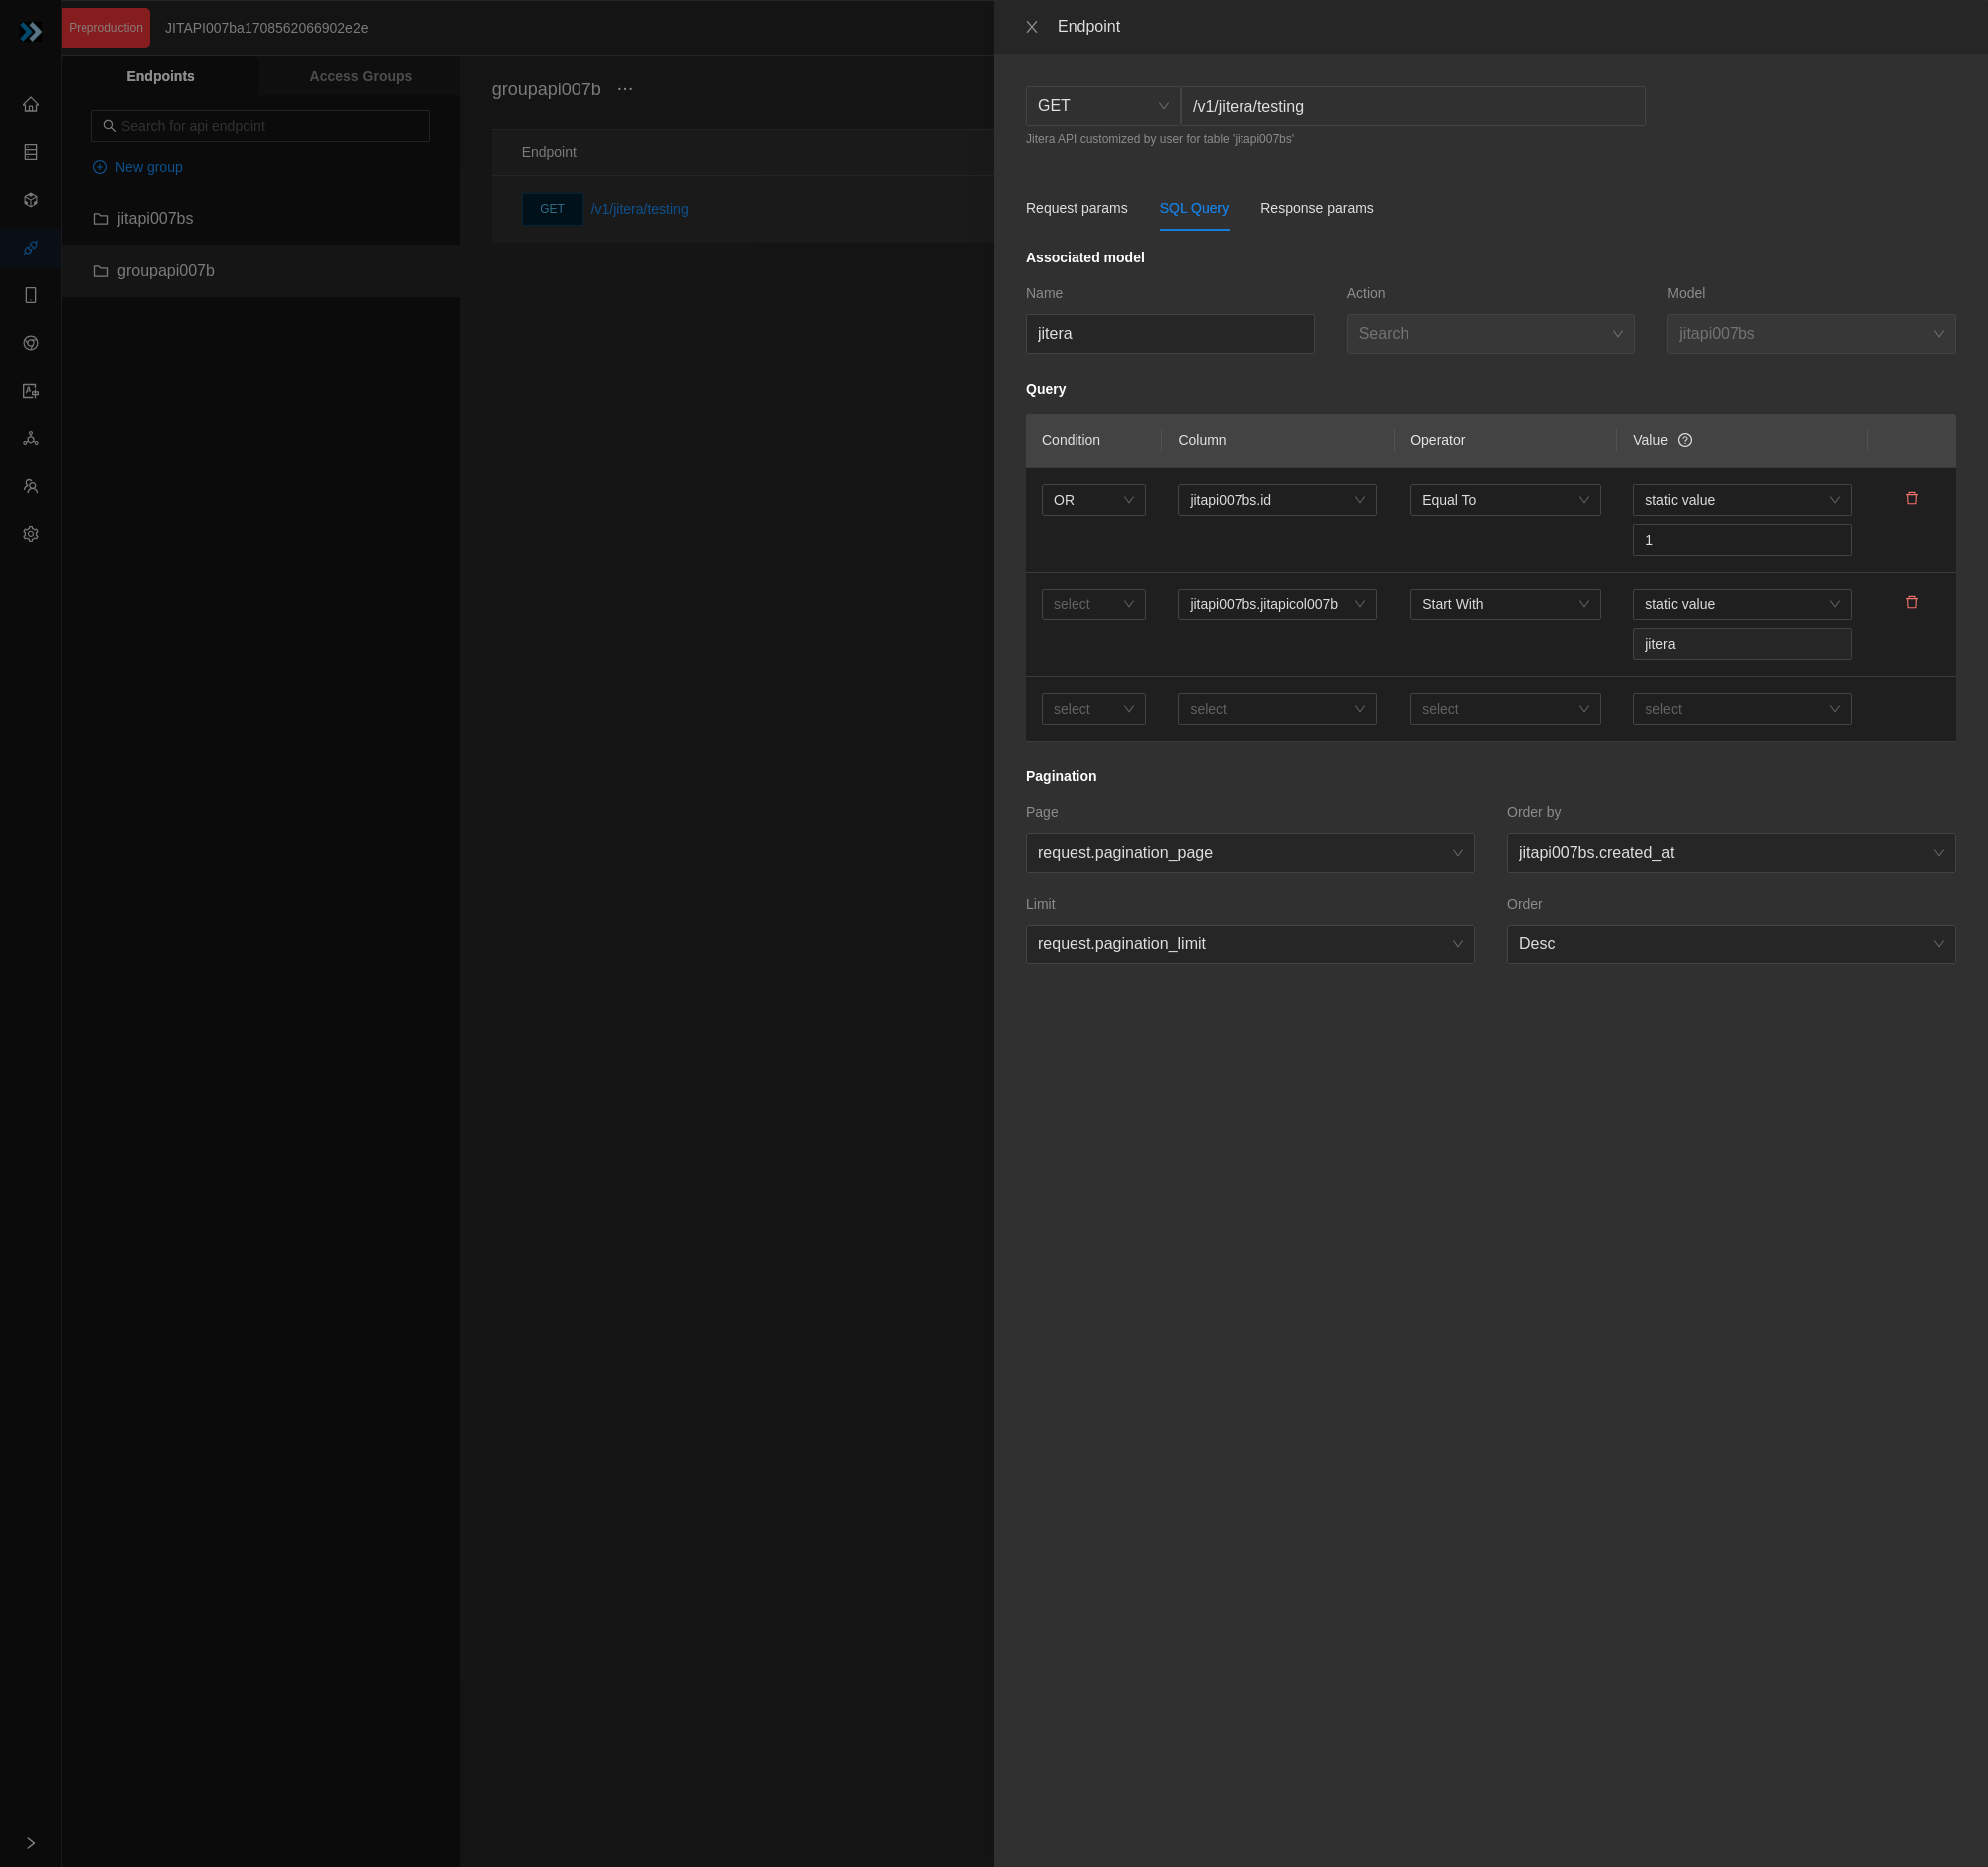 Preproduction JITAPI007ba1708562066902e2e
Endpoints Access Groups
Search for api endpoint
New group
jitapi007bs
groupapi007b
groupapi007b ···
Endpoint
GET /v1/jitera/testing
Endpoint
GET /v1/jitera/testing
Jitera API customized by user for table 'jitapi007bs'
Request params SQL Query Response params
Associated model
Name Action Model
jitera Search jitapi007bs
Query
Condition Column Operator Value
OR jitapi007bs.id Equal To static value
1
select jitapi007bs.jitapicol007b Start With static value
jitera
select select select select
Pagination
Page Order by
request.pagination_page jitapi007bs.created_at
Limit Order
request.pagination_limit Desc